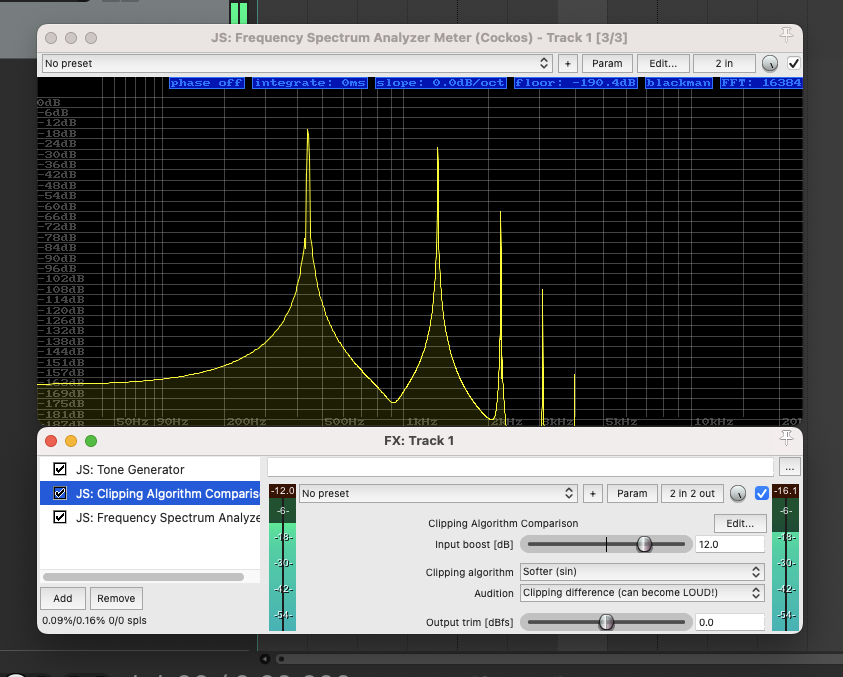 JS: Frequency Spectrum Analyzer Meter (Cockos) - Track 1 [3/3]
No preset + Param Edit... 2 in
phase off integrate: 0ms slope: 0.0dB/oct floor: -190.4dB blackman FFT: 16384
0dB
-6dB
-12dB
-18dB
-24dB
-30dB
-36dB
-42dB
-48dB
-54dB
-60dB
-66dB
-72dB
-78dB
-84dB
-90dB
-96dB
-102dB
-108dB
-114dB
-120dB
-126dB
-132dB
-138dB
-144dB
-151dB
-157dB
-163dB
-169dB
-175dB
-181dB
-187dB
50Hz 90Hz 200Hz 500Hz 1kHz 2kHz 5kHz 10kHz
FX: Track 1
JS: Tone Generator
...
JS: Clipping Algorithm Comparis
-12.0 No preset + Param 2 in 2 out -16.1
JS: Frequency Spectrum Analyze
-6- -6-
Clipping Algorithm Comparison Edit...
-18- -18-
Input boost [dB] 12.0
-30- -30-
Clipping algorithm Softer (sin)
-42- -42-
Audition Clipping difference (can become LOUD!)
Add Remove
-54- -54-
0.09%/0.16% 0/0 spls
Output trim [dBfs] 0.0